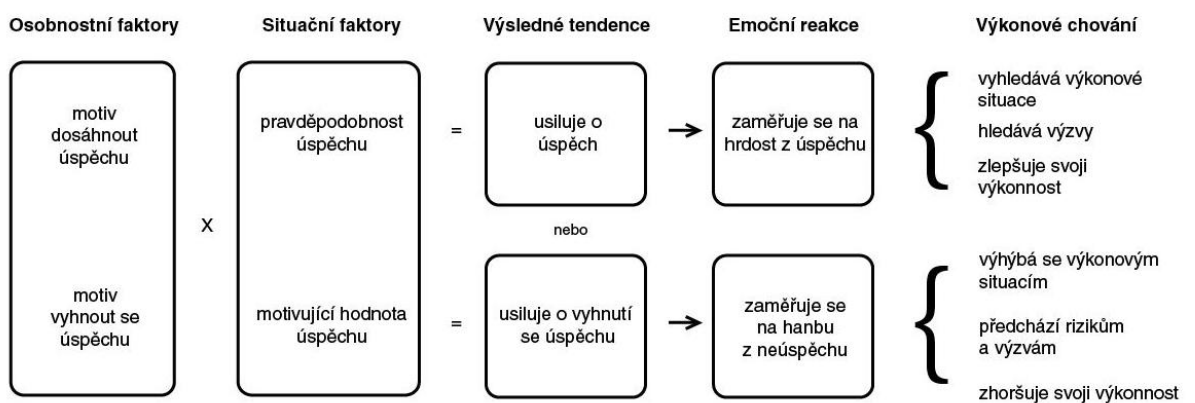 Osobnostní faktory
Situační faktory
Výsledné tendence
Emoční reakce
Výkonové chování
motiv
dosáhnout
úspěchu
motiv
vyhnout se
úspěchu
X
pravděpodobnost
úspěchu
motivující hodnota
úspěchu
=
usiluje o
úspěch
zaměřuje se na
hrdost z úspěchu
vyhledává výkonové
situace
hledává výzvy
zlepšuje svoji
výkonnost
nebo
=
usiluje o vyhnutí
se úspěchu
zaměřuje se
na hanbu
z neúspěchu
výhýbá se výkonovým
situacím
předchází rizikům
a výzvám
zhoršuje svoji výkonnost